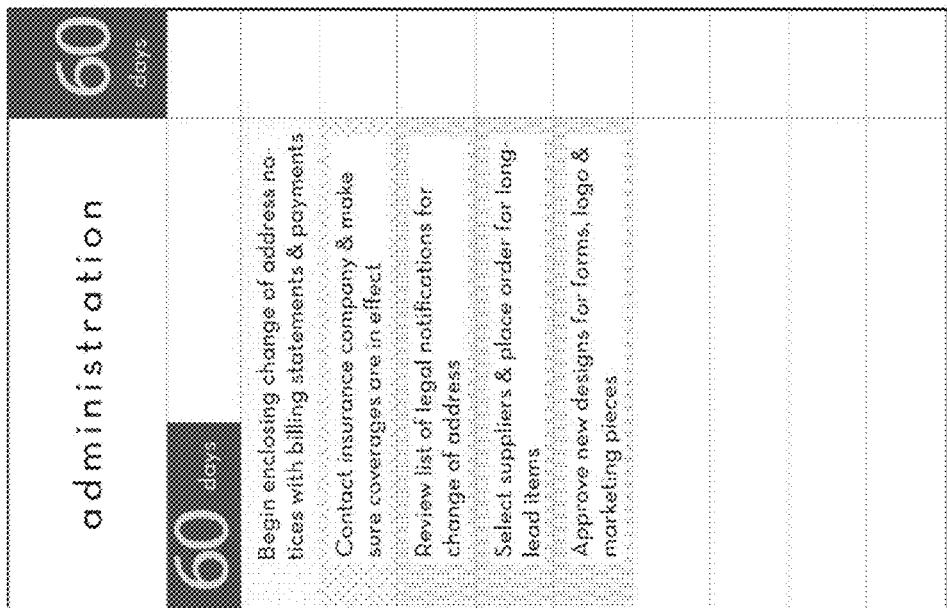 administration
60
days
60 days
Begin enclosing change of address no-
tices with billing statements & payments
Contact insurance company & make
sure coverages are in effect
Review list of legal notifications for
change of address
Select suppliers & place order for long-
lead items
Approve new designs for forms, logo &
marketing pieces